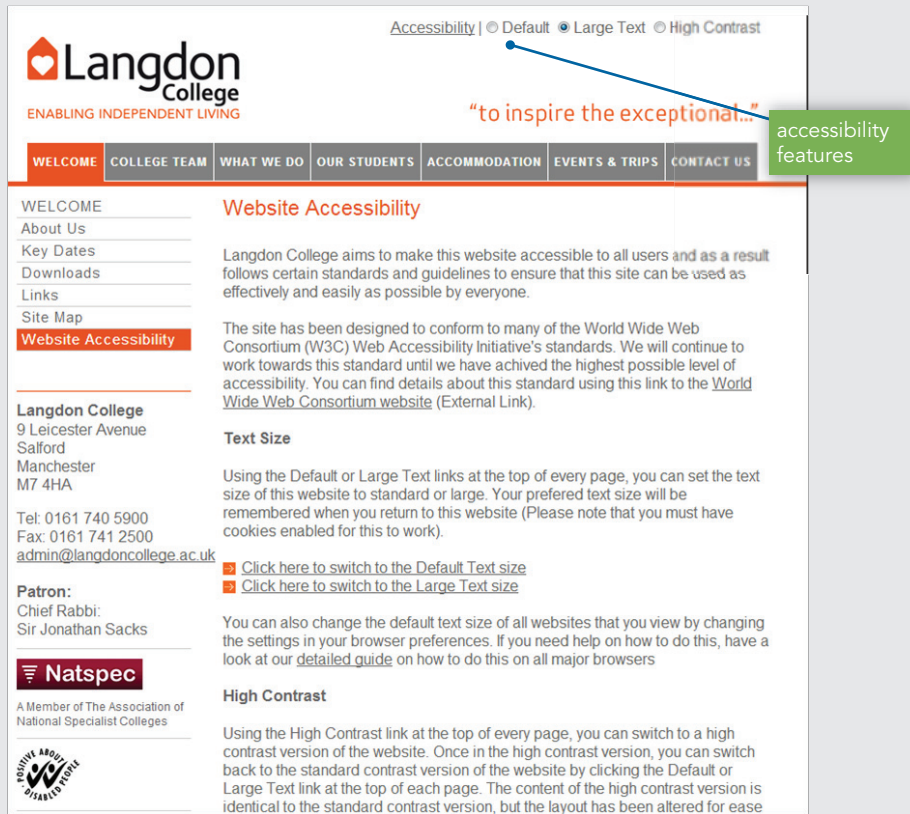 Accessibility | Default Large Text High Contrast
Langdon
College
ENABLING INDEPENDENT LIVING
“to inspire the exceptional...”
accessibility
features
WELCOME COLLEGE TEAM WHAT WE DO OUR STUDENTS ACCOMMODATION EVENTS & TRIPS CONTACT US
WELCOME
About Us
Key Dates
Downloads
Links
Site Map
Website Accessibility
Langdon College
9 Leicester Avenue
Salford
Manchester
M7 4HA
Tel: 0161 740 5900
Fax: 0161 741 2500
admin@langdoncollege.ac.uk
Patron:
Chief Rabbi:
Sir Jonathan Sacks
Natspec
A Member of The Association of
National Specialist Colleges
POSITIVE ABOUT
DISABLED PEOPLE
Website Accessibility
Langdon College aims to make this website accessible to all users and as a result
follows certain standards and guidelines to ensure that this site can be used as
effectively and easily as possible by everyone.
The site has been designed to conform to many of the World Wide Web
Consortium (W3C) Web Accessibility Initiative's standards. We will continue to
work towards this standard until we have achived the highest possible level of
accessibility. You can find details about this standard using this link to the World
Wide Web Consortium website (External Link).
Text Size
Using the Default or Large Text links at the top of every page, you can set the text
size of this website to standard or large. Your prefered text size will be
remembered when you return to this website (Please note that you must have
cookies enabled for this to work).
Click here to switch to the Default Text size
Click here to switch to the Large Text size
You can also change the default text size of all websites that you view by changing
the settings in your browser preferences. If you need help on how to do this, have a
look at our detailed guide on how to do this on all major browsers
High Contrast
Using the High Contrast link at the top of every page, you can switch to a high
contrast version of the website. Once in the high contrast version, you can switch
back to the standard contrast version of the website by clicking the Default or
Large Text link at the top of each page. The content of the high contrast version is
identical to the standard contrast version, but the layout has been altered for ease